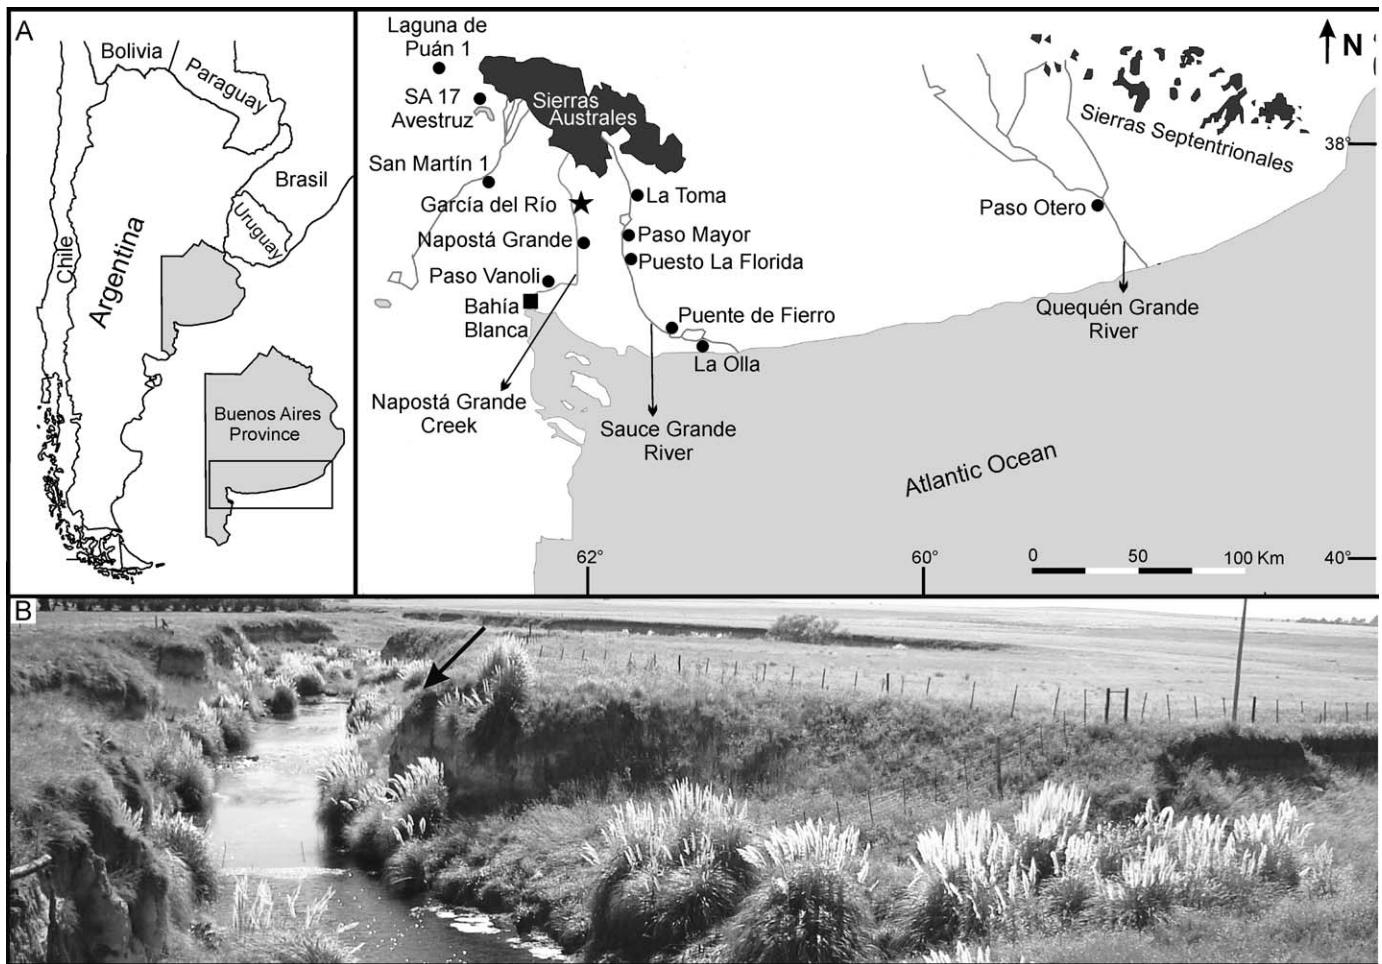 A
Bolivia
Paraguay
Brasil
Uruguay
Chile
Argentina
Buenos Aires
Province
Laguna de
Puán 1
SA 17
Avestruz
San Martín 1
García del Río
Napostá Grande
Paso Vanoli
Bahía
Blanca
Napostá Grande
Creek
Sierras
Australes
La Toma
Paso Mayor
Puesto La Florida
Puente de Fierro
La Olla
Sauce Grande
River
Paso Otero
Quequén Grande
River
Sierras Septentrionales
N
38°
Atlantic Ocean
62°
60°
0 50 100 Km
40°
B